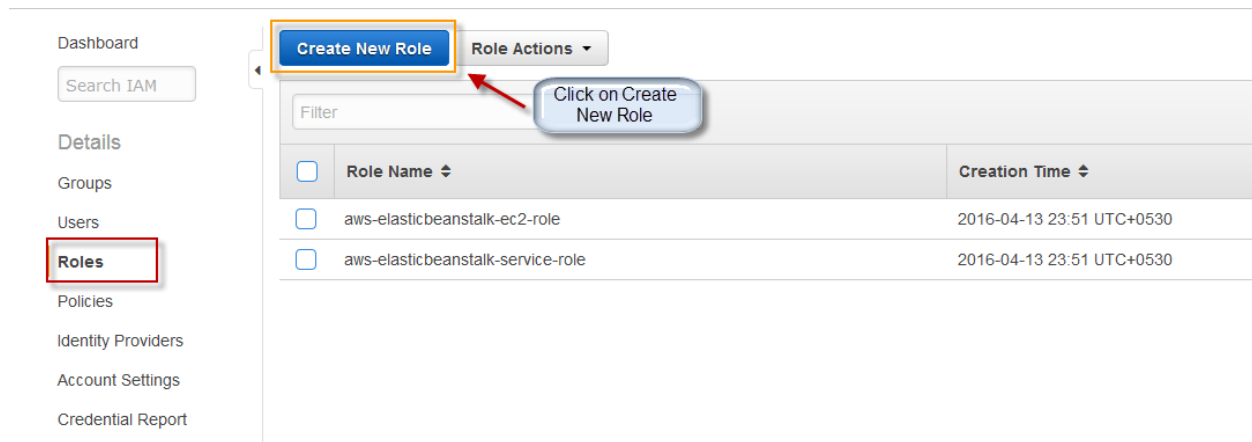 Dashboard
Search IAM
Details
Groups
Users
Roles
Policies
Identity Providers
Account Settings
Credential Report
Create New Role
Role Actions
Click on Create
New Role
Filter
Role Name
Creation Time
aws-elasticbeanstalk-ec2-role
2016-04-13 23:51 UTC+0530
aws-elasticbeanstalk-service-role
2016-04-13 23:51 UTC+0530